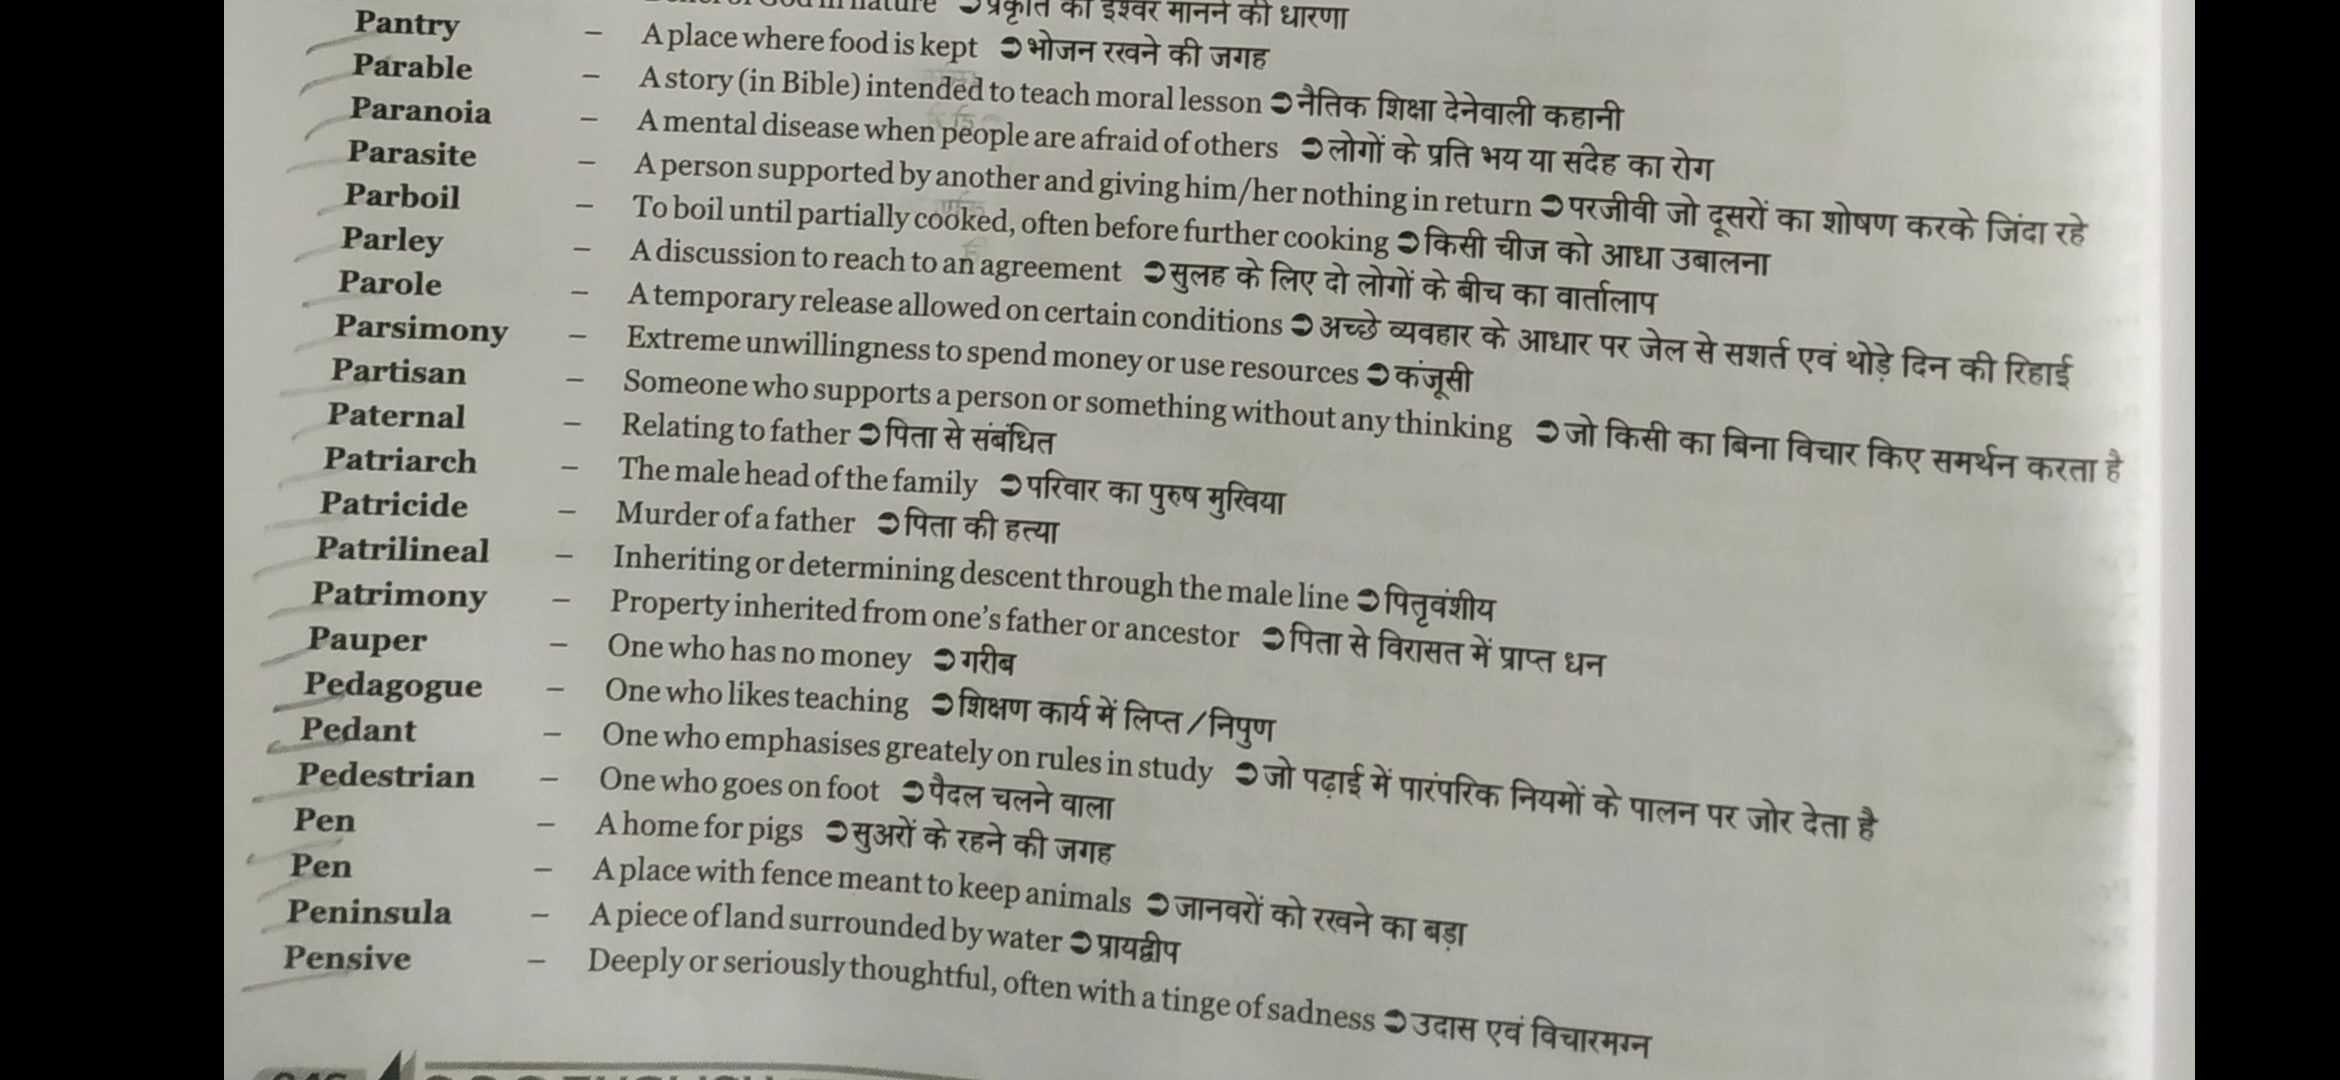 प्रकृति को ईश्वर मानने की धारणा
Pantry – A place where food is kept ➲ भोजन रखने की जगह
Parable – A story (in Bible) intended to teach moral lesson ➲ नैतिक शिक्षा देनेवाली कहानी
Paranoia – A mental disease when people are afraid of others ➲ लोगों के प्रति भय या संदेह का रोग
Parasite – A person supported by another and giving him/her nothing in return ➲ परजीवी जो दूसरों का शोषण करके जिंदा रहे
Parboil – To boil until partially cooked, often before further cooking ➲ किसी चीज को आधा उबालना
Parley – A discussion to reach to an agreement ➲ सुलह के लिए दो लोगों के बीच का वार्तालाप
Parole – A temporary release allowed on certain conditions ➲ अच्छे व्यवहार के आधार पर जेल से सशर्त एवं थोड़े दिन की रिहाई
Parsimony – Extreme unwillingness to spend money or use resources ➲ कंजूसी
Partisan – Someone who supports a person or something without any thinking ➲ जो किसी का बिना विचार किए समर्थन करता है
Paternal – Relating to father ➲ पिता से संबंधित
Patriarch – The male head of the family ➲ परिवार का पुरुष मुखिया
Patricide – Murder of a father ➲ पिता की हत्या
Patrilineal – Inheriting or determining descent through the male line ➲ पितृवंशीय
Patrimony – Property inherited from one's father or ancestor ➲ पिता से विरासत में प्राप्त धन
Pauper – One who has no money ➲ गरीब
Pedagogue – One who likes teaching ➲ शिक्षण कार्य में लिप्त/निपुण
Pedant – One who emphasises greately on rules in study ➲ जो पढ़ाई में पारंपरिक नियमों के पालन पर जोर देता है
Pedestrian – One who goes on foot ➲ पैदल चलने वाला
Pen – A home for pigs ➲ सुअरों के रहने की जगह
Pen – A place with fence meant to keep animals ➲ जानवरों को रखने का बड़ा
Peninsula – A piece of land surrounded by water ➲ प्रायद्वीप
Pensive – Deeply or seriously thoughtful, often with a tinge of sadness ➲ उदास एवं विचारमग्न